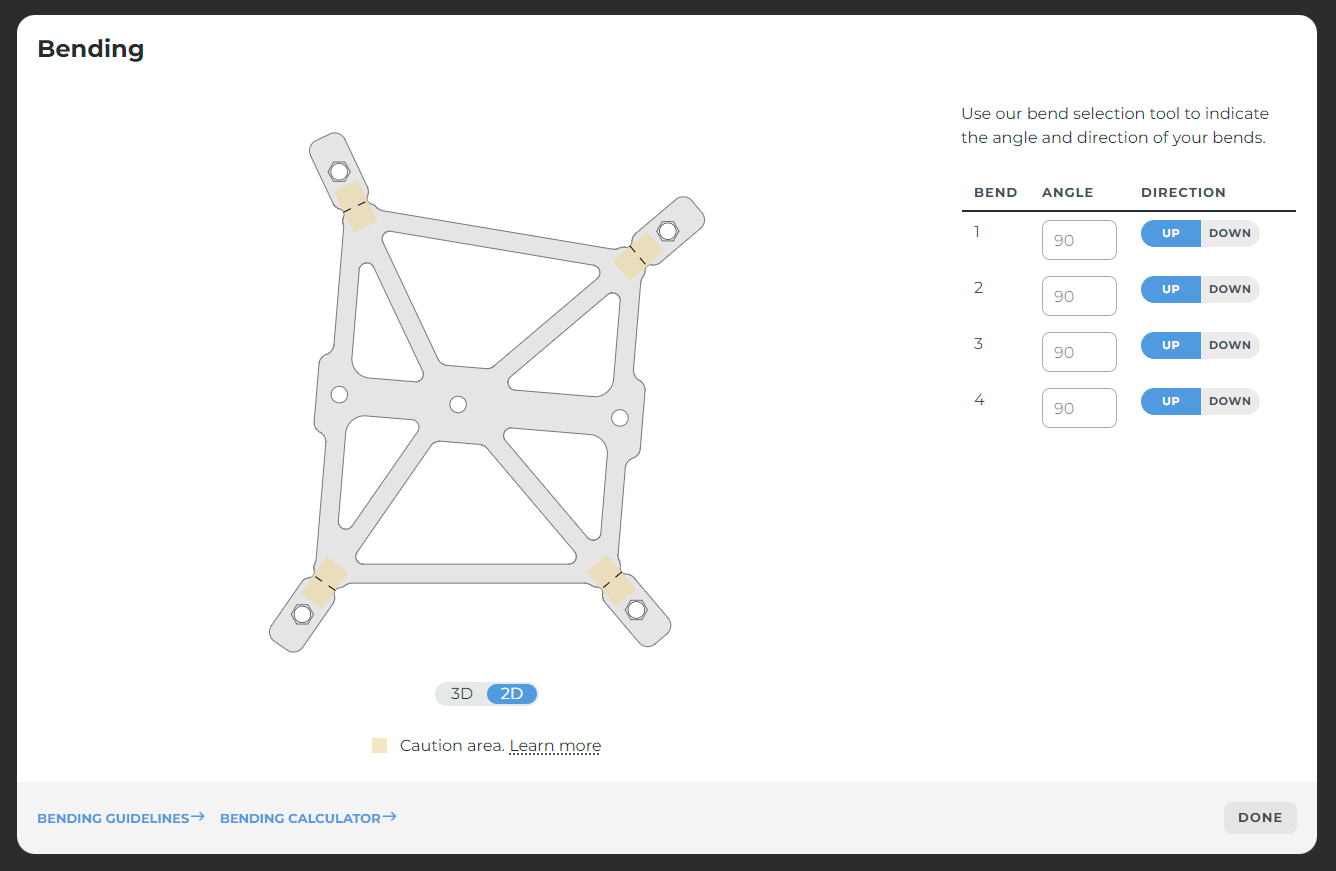 Bending
Use our bend selection tool to indicate
the angle and direction of your bends.
BEND ANGLE DIRECTION
1 90 UP DOWN
2 90 UP DOWN
3 90 UP DOWN
4 90 UP DOWN
3D 2D
Caution area. Learn more
BENDING GUIDELINES→ BENDING CALCULATOR→ DONE